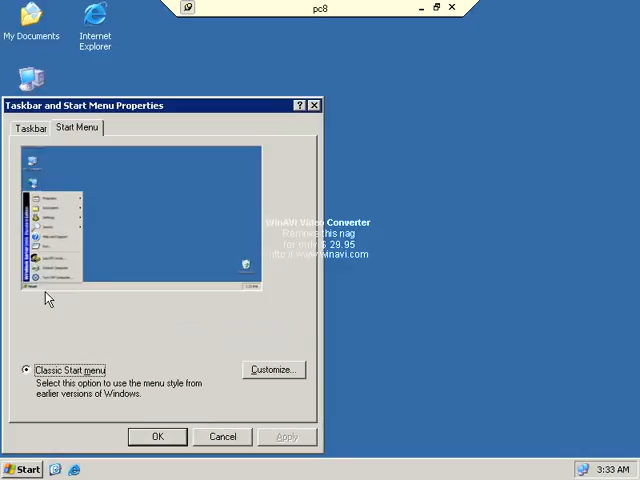 pc8
My Documents
Internet
Explorer
Taskbar and Start Menu Properties
Taskbar
Start Menu
WinAVI Video Converter
Remove this nag
for only $ 29.95
http://www.winavi.com
Classic Start menu
Customize...
Select this option to use the menu style from
earlier versions of Windows.
OK
Cancel
Apply
Start
3:33 AM